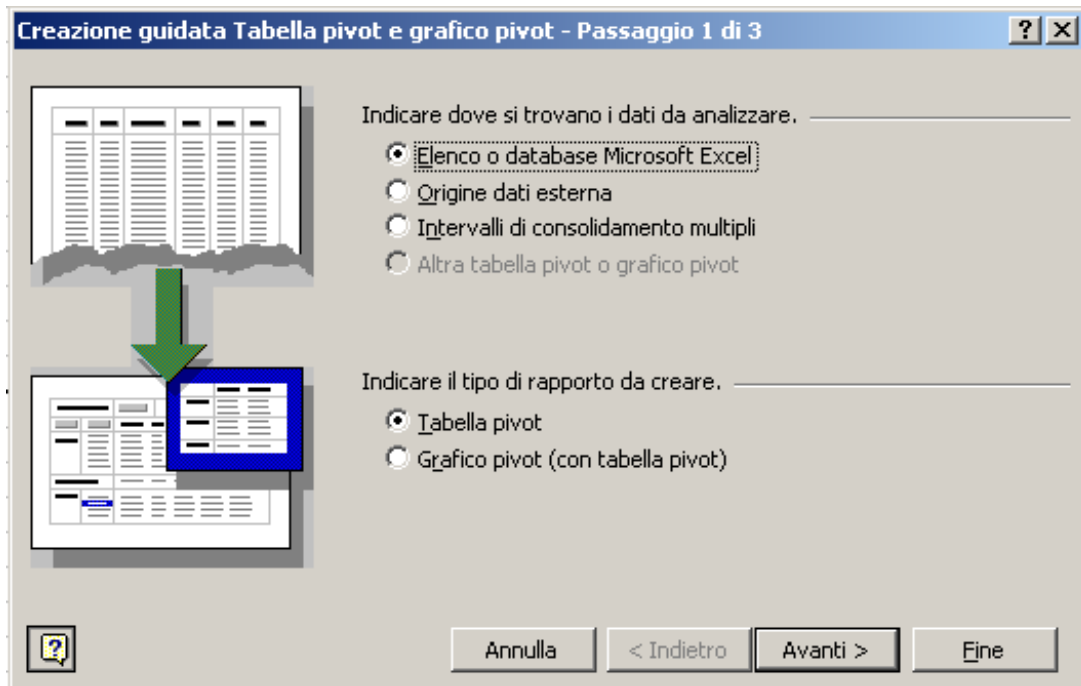 Creazione guidata Tabella pivot e grafico pivot - Passaggio 1 di 3
Indicare dove si trovano i dati da analizzare.
Elenco o database Microsoft Excel
Origine dati esterna
Intervalli di consolidamento multipli
Altra tabella pivot o grafico pivot
Indicare il tipo di rapporto da creare.
Tabella pivot
Grafico pivot (con tabella pivot)
Annulla
< Indietro
Avanti >
Fine